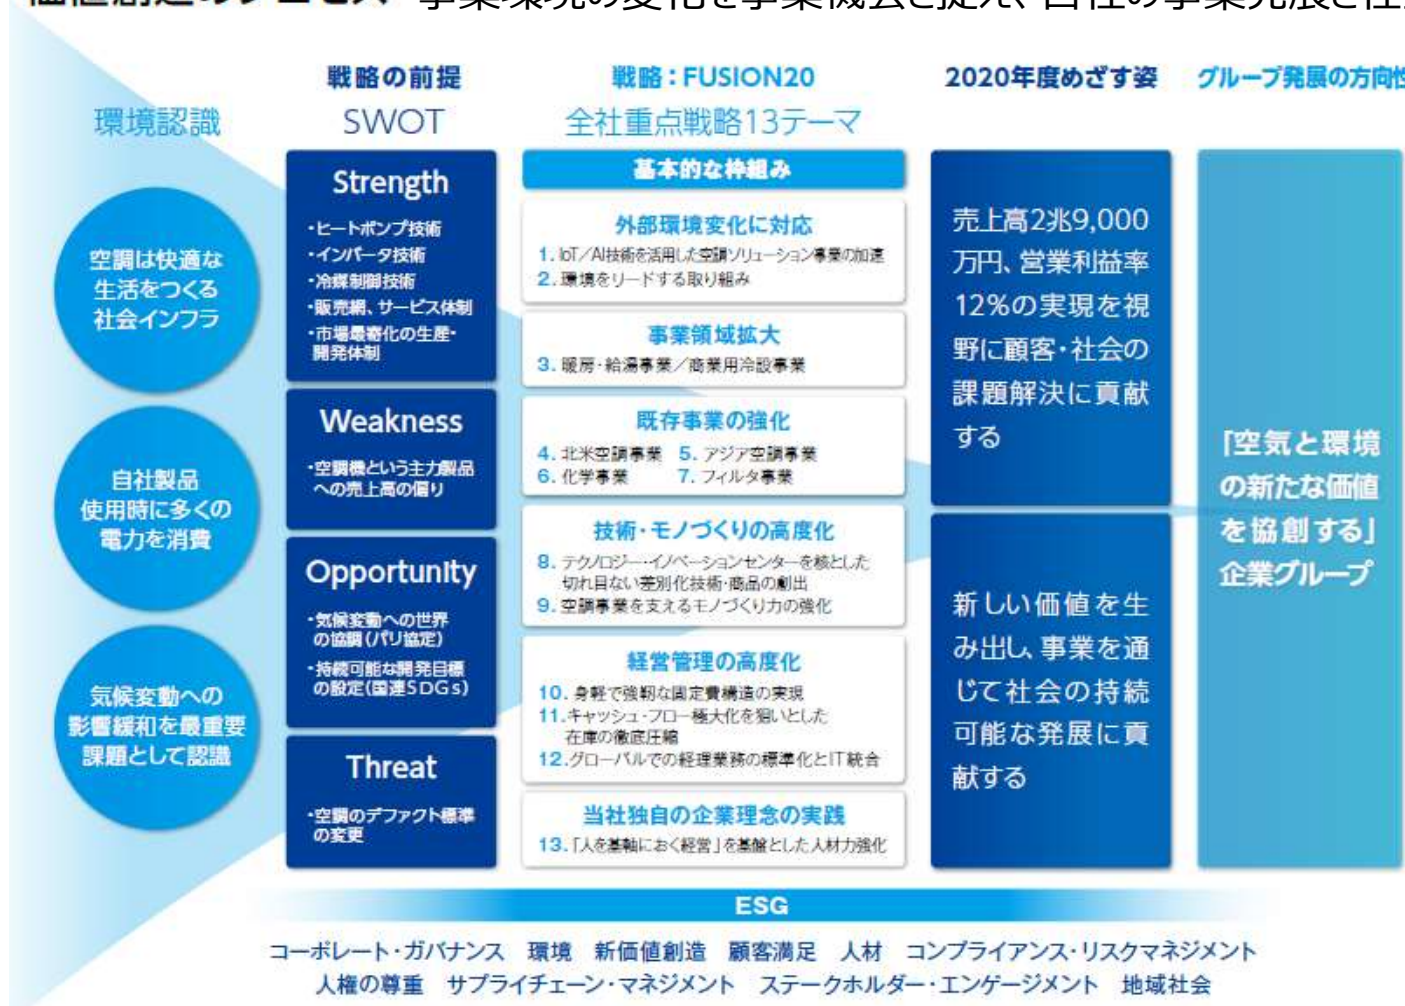 価値創造のプロセス 事業環境の変化を事業機会と捉え、自社の事業発展と社
環境認識
空調は快適な
生活をつくる
社会インフラ
自社製品
使用時に多くの
電力を消費
気候変動への
影響緩和を最重要
課題として認識
戦略の前提
SWOT
Strength
・ヒートポンプ技術
・インバータ技術
・冷媒制御技術
・販売網、サービス体制
・市場最寄化の生産・
開発体制
Weakness
・空調機という主力製品
への売上高の偏り
Opportunity
・気候変動への世界
の協調(パリ協定)
・持続可能な開発目標
の設定(国連SDGs)
Threat
・空調のデファクト標準
の変更
戦略：FUSION20
全社重点戦略13テーマ
基本的な枠組み
外部環境変化に対応
1. IoT／AI技術を活用した空調ソリューション事業の加速
2. 環境をリードする取り組み
事業領域拡大
3. 暖房・給湯事業／商業用冷設事業
既存事業の強化
4. 北米空調事業 5. アジア空調事業
6. 化学事業 7. フィルタ事業
技術・モノづくりの高度化
8. テクノロジー・イノベーションセンターを核とした
切れ目ない差別化技術・商品の創出
9. 空調事業を支えるモノづくり力の強化
経営管理の高度化
10. 身軽で強靭な固定費構造の実現
11.キャッシュ・フロー極大化を狙いとした
在庫の徹底圧縮
12.グローバルでの経理業務の標準化とIT統合
当社独自の企業理念の実践
13.「人を基軸におく経営」を基盤とした人材力強化
2020年度めざす姿
売上高2兆9,000
万円、営業利益率
12%の実現を視
野に顧客・社会の
課題解決に貢献
する
新しい価値を生
み出し、事業を通
じて社会の持続
可能な発展に貢
献する
グループ発展の方向性
「空気と環境
の新たな価値
を協創する」
企業グループ
ESG
コーポレート・ガバナンス 環境 新価値創造 顧客満足 人材 コンプライアンス・リスクマネジメント
人権の尊重 サプライチェーン・マネジメント ステークホルダー・エンゲージメント 地域社会